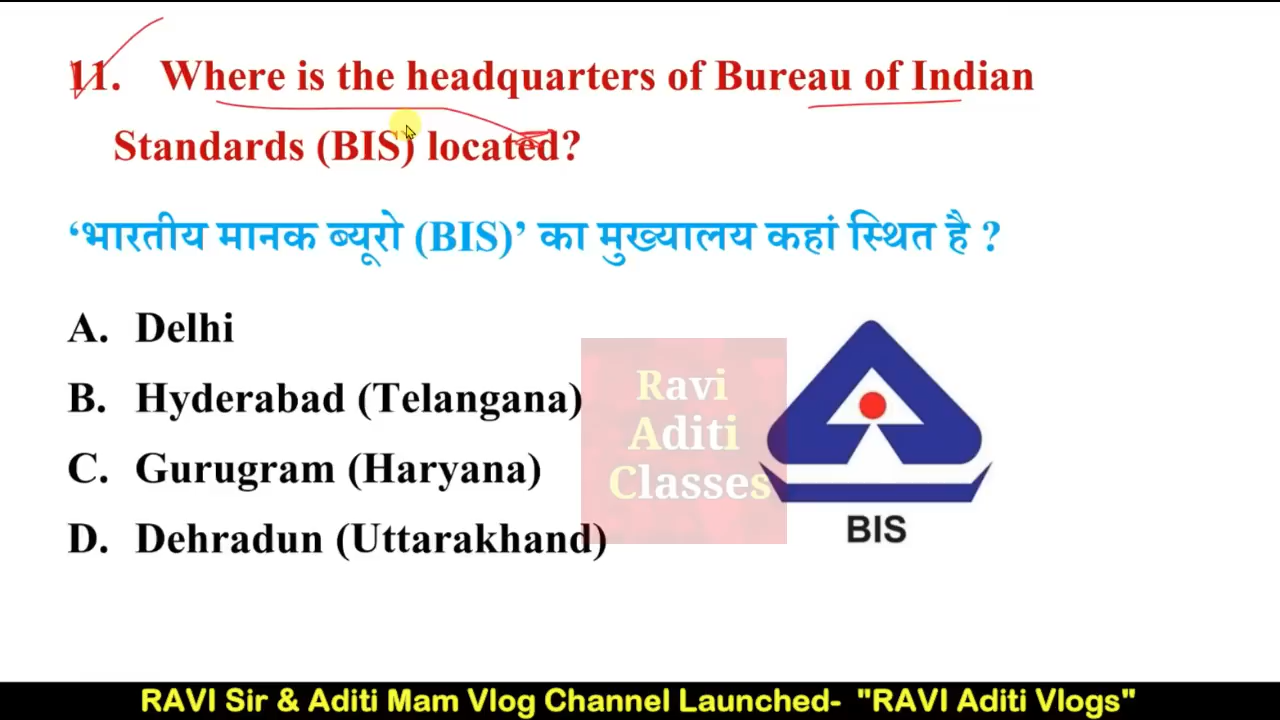 11. Where is the headquarters of Bureau of Indian
Standards (BIS) located?
‘भारतीय मानक ब्यूरो (BIS)’ का मुख्यालय कहां स्थित है ?
A. Delhi
B. Hyderabad (Telangana)
C. Gurugram (Haryana)
D. Dehradun (Uttarakhand)
Ravi
Aditi
Classes
BIS
RAVI Sir & Aditi Mam Vlog Channel Launched- "RAVI Aditi Vlogs"